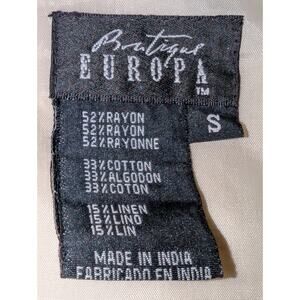 Boutique
EUROPA
TM
S
52%RAYON
52%RAYON
52%RAYONNE
33%COTTON
33%ALGODON
33%COTON
15%LINEN
15%LINO
15%LIN
MADE IN INDIA
FABRICADO EN INDIA